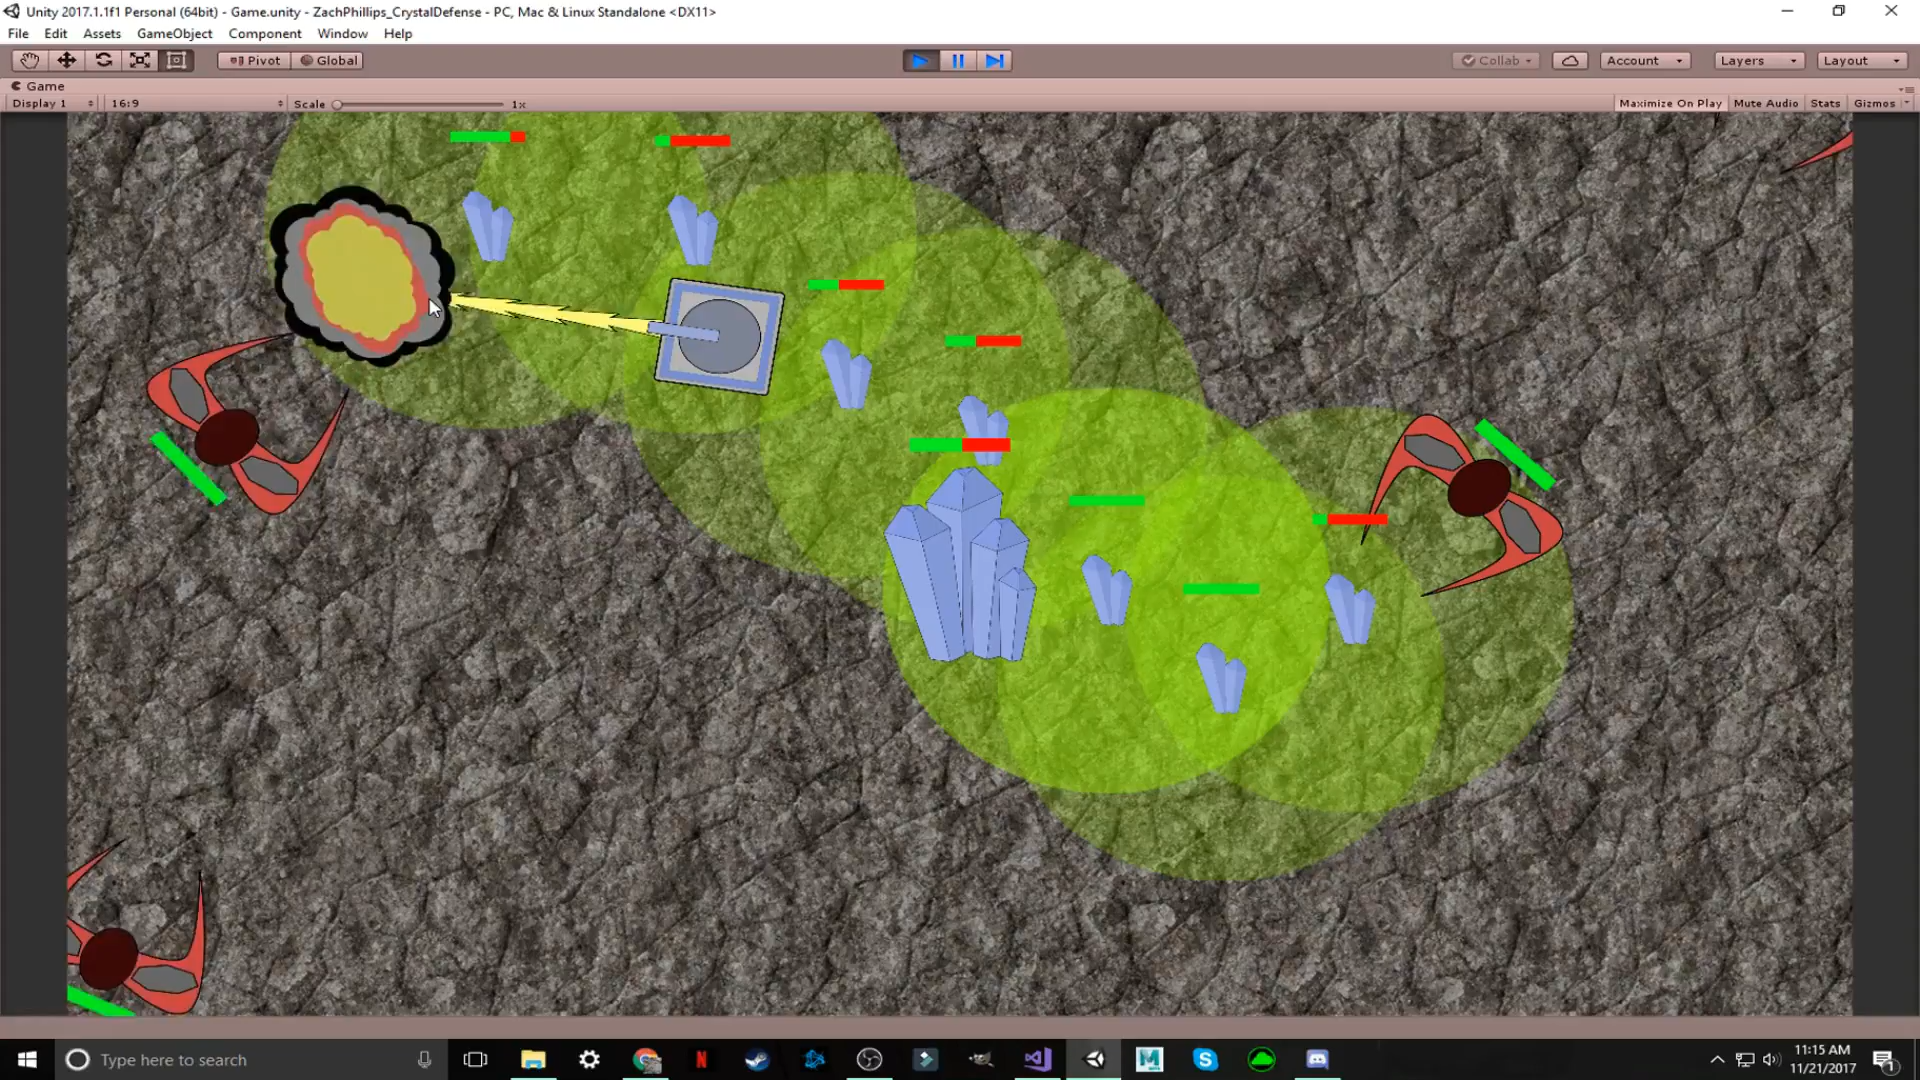 Unity 2017.1.1f1 Personal (64bit) - Game.unity - ZachPhillips_CrystalDefense - PC, Mac & Linux Standalone <DX11>
File Edit Assets GameObject Component Window Help
Pivot Global Collab Account Layers Layout
Game
Display 1 16:9 Scale 1x Maximize On Play Mute Audio Stats Gizmos
Type here to search
11:15 AM
11/21/2017